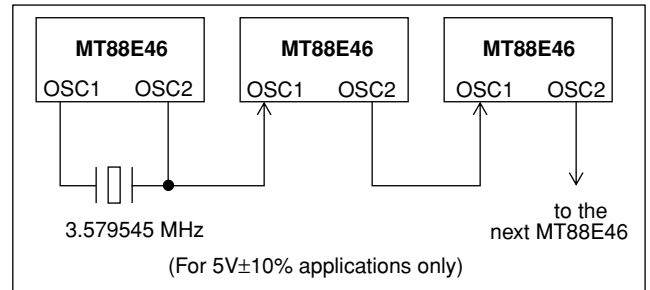 MT88E46 MT88E46 MT88E46
OSC1 OSC2 OSC1 OSC2 OSC1 OSC2
3.579545 MHz
to the
next MT88E46
(For 5V±10% applications only)